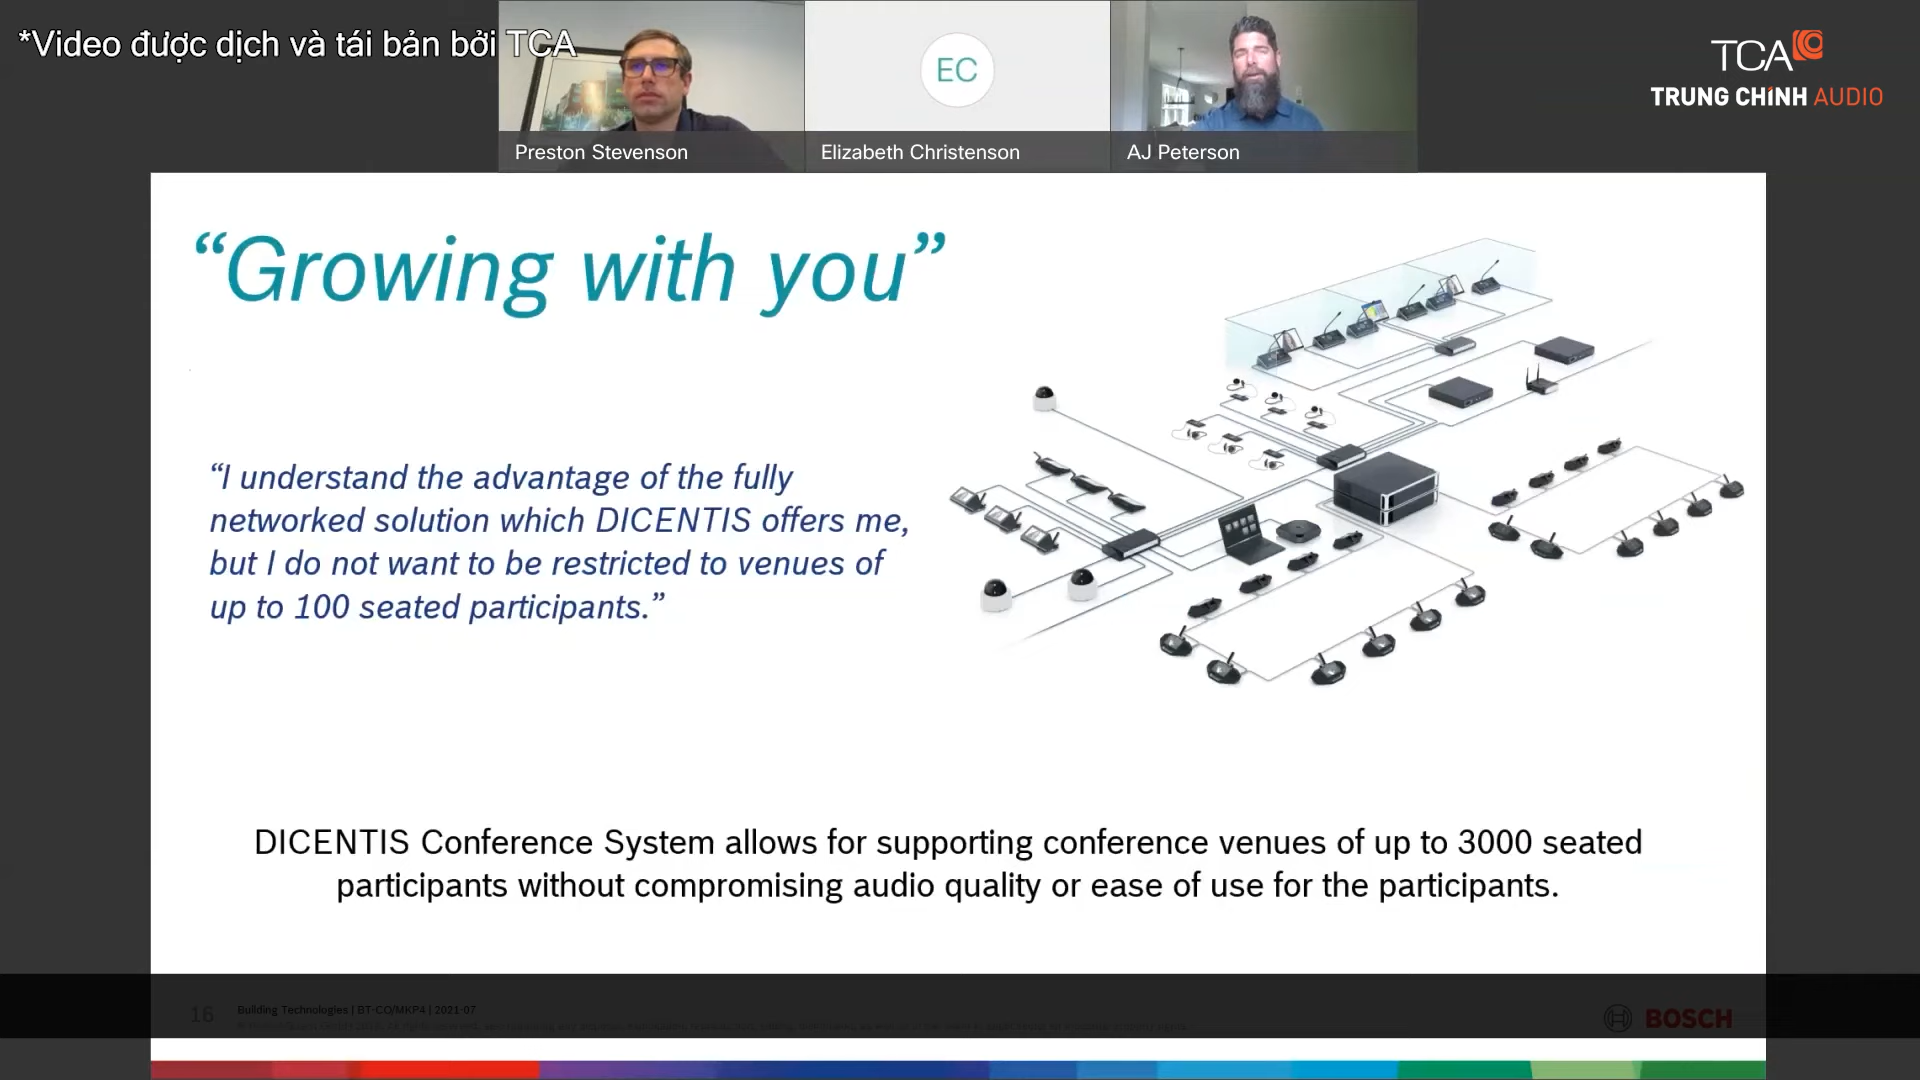 *Video được dịch và tái bản bởi TCA
EC
Preston Stevenson
Elizabeth Christenson
AJ Peterson
TCA
TRUNG CHÍNH AUDIO
“Growing with you”
“I understand the advantage of the fully
networked solution which DICENTIS offers me,
but I do not want to be restricted to venues of
up to 100 seated participants.”
DICENTIS Conference System allows for supporting conference venues of up to 3000 seated
participants without compromising audio quality or ease of use for the participants.
16
Building Technologies | BT-CO/MKP4 | 2021-07
BOSCH